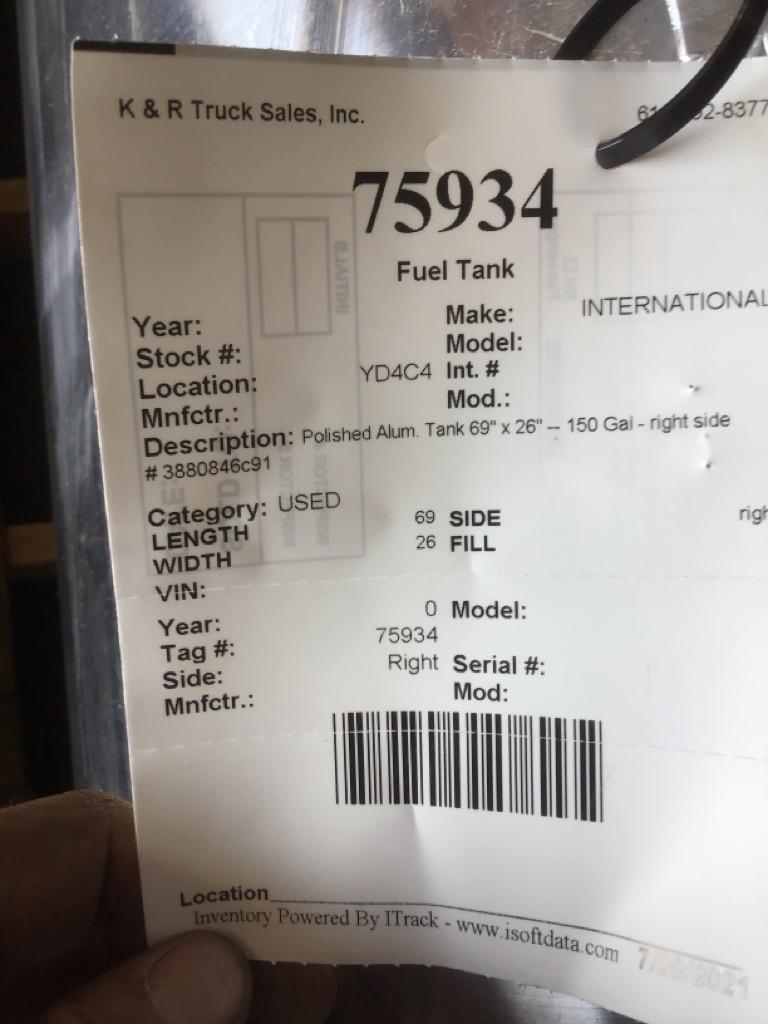 K & R Truck Sales, Inc.
75934
Fuel Tank
Year: Make: INTERNATIONAL
Stock #: Model:
Location: YD4C4 Int. #
Mnfctr.: Mod.:
Description: Polished Alum. Tank 69" x 26" -- 150 Gal - right side
# 3880846c91
Category: USED
LENGTH 69 SIDE
WIDTH 26 FILL
VIN:
Year: 0 Model:
Tag #: 75934
Side: Right Serial #:
Mnfctr.: Mod:
Location
Inventory Powered By ITrack - www.isoftdata.com